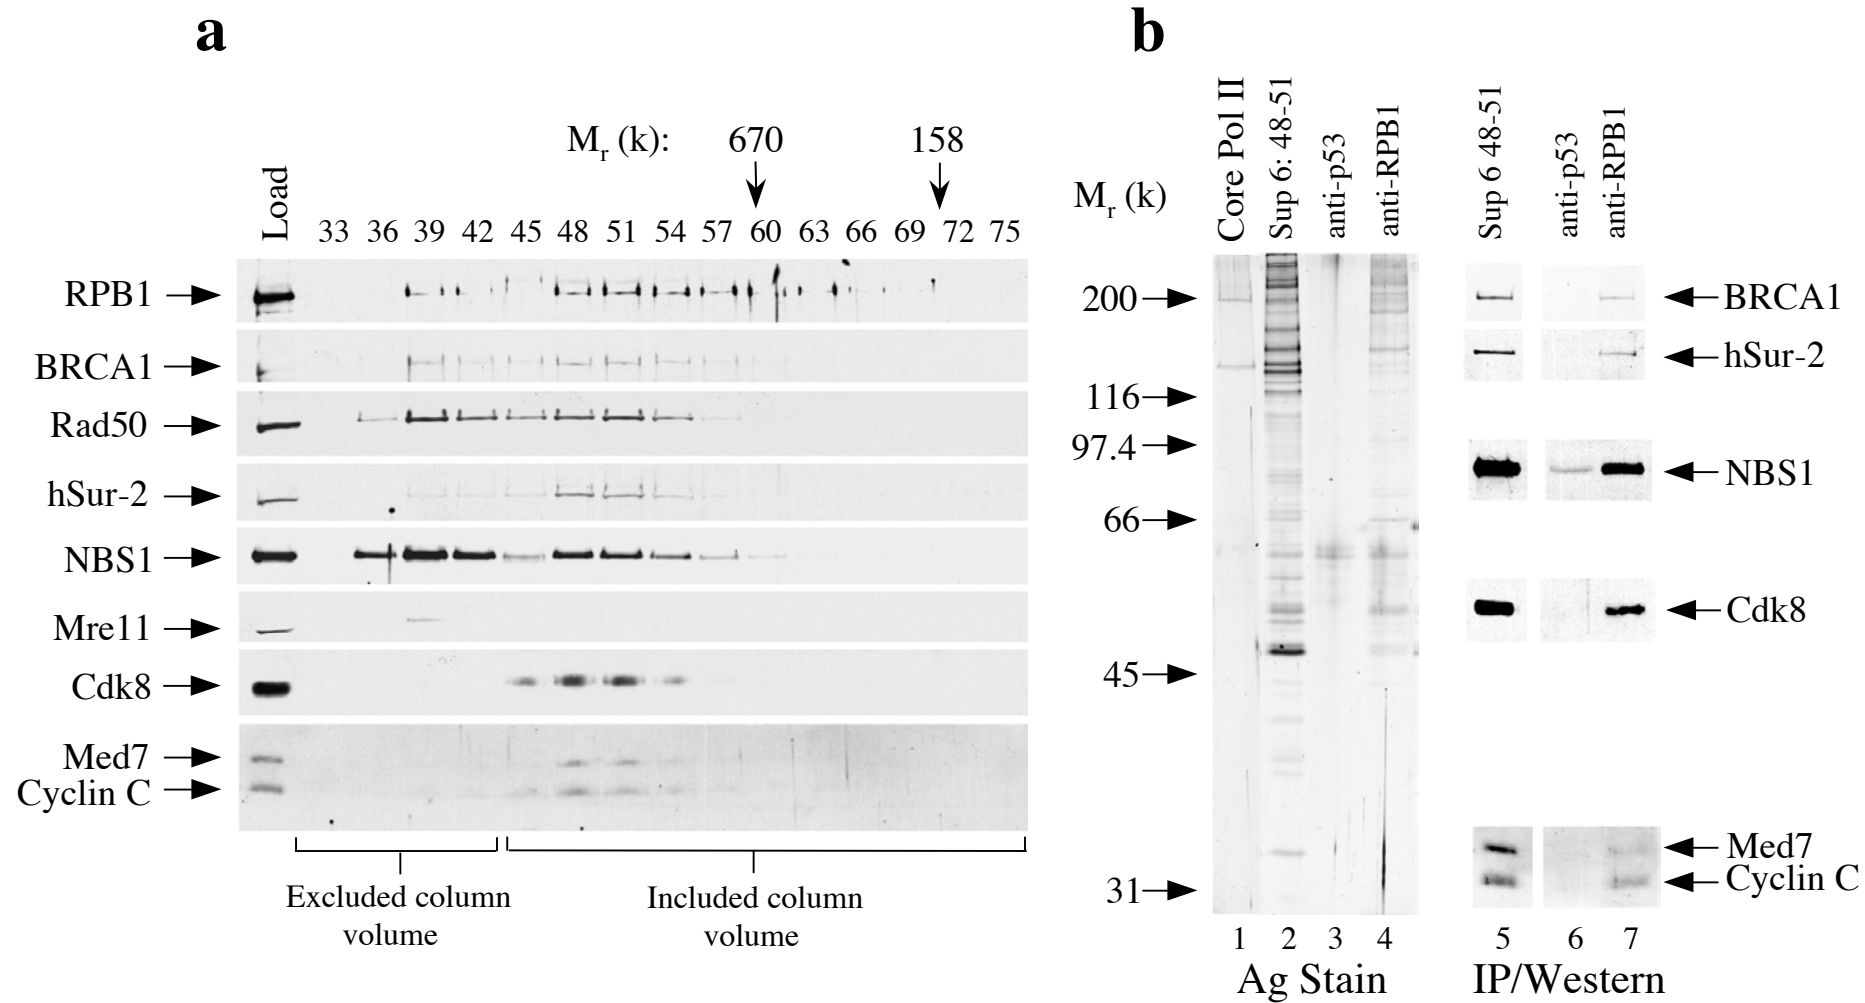 a
Mr (k): 670 158
Load 33 36 39 42 45 48 51 54 57 60 63 66 69 72 75
RPB1
BRCA1
Rad50
hSur-2
NBS1
Mre11
Cdk8
Med7
Cyclin C
Excluded column
volume
Included column
volume
b
Mr (k)
Core Pol II
Sup 6: 48-51
anti-p53
anti-RPB1
200
116
97.4
66
45
31
1 2 3 4
Ag Stain
Sup 6 48-51
anti-p53
anti-RPB1
BRCA1
hSur-2
NBS1
Cdk8
Med7
Cyclin C
5 6 7
IP/Western